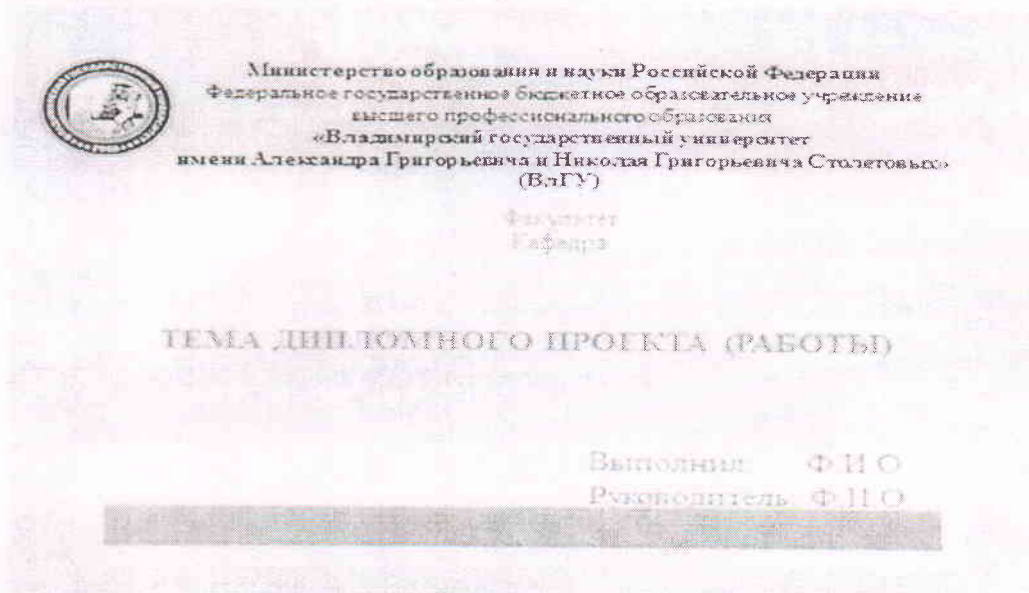 Министерство образования и науки Российской Федерации
Федеральное государственное бюджетное образовательное учреждение
высшего профессионального образования
«Владимирский государственный университет
имени Александра Григорьевича и Николая Григорьевича Столетовых»
(ВлГУ)
Факультет
Кафедра
ТЕМА ДИПЛОМНОГО ПРОЕКТА (РАБОТЫ)
Выполнил: Ф.И.О
Руководитель: Ф.И.О